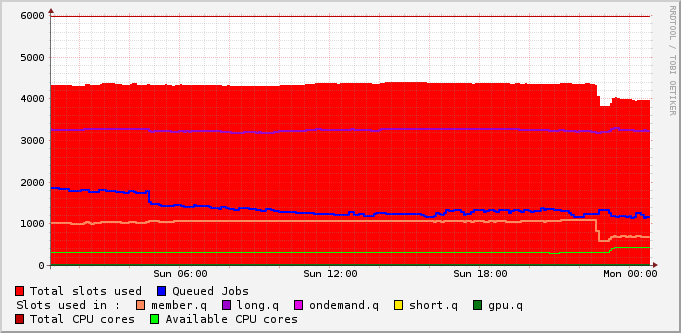 6000
5000
4000
3000
2000
1000
0
Sun 06:00 Sun 12:00 Sun 18:00 Mon 00:00
RRDTOOL / TOBI OETIKER
Total slots used Queued Jobs
Slots used in : member.q long.q ondemand.q short.q gpu.q
Total CPU cores Available CPU cores